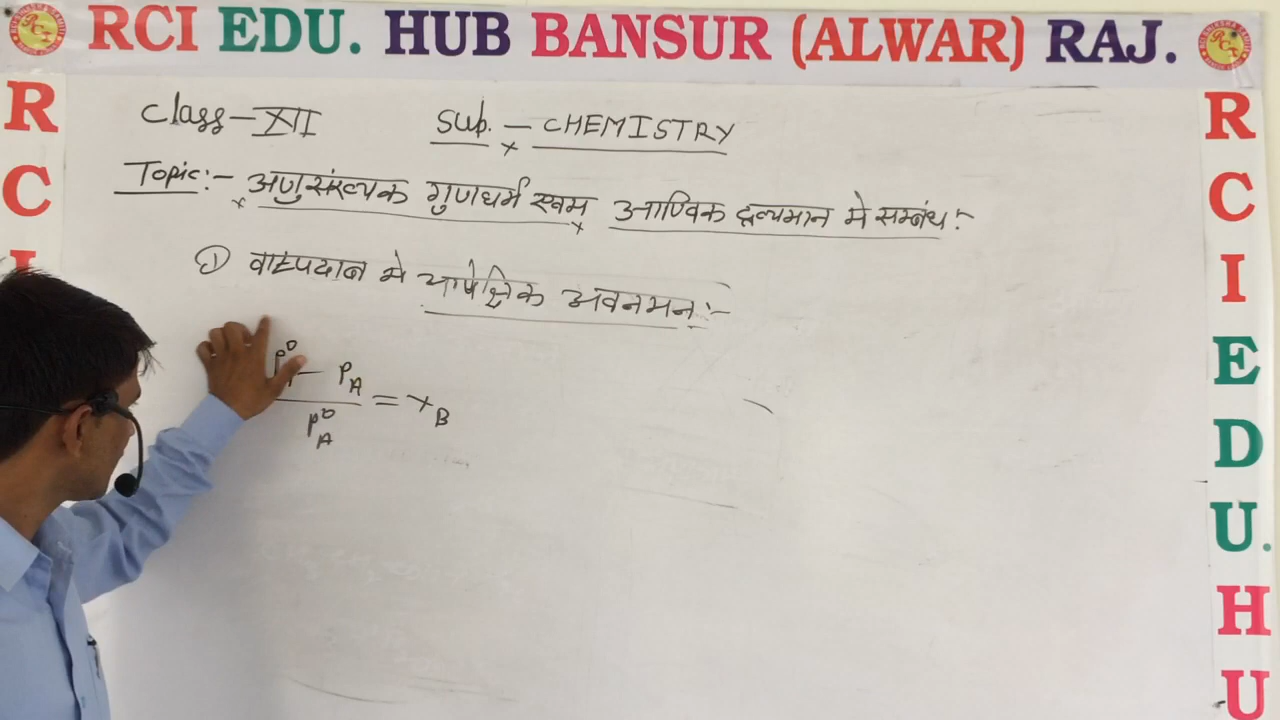 RCI EDU. HUB BANSUR (ALWAR) RAJ.
R
C
I
R
C
I
E
D
U.
H
U
Class - XII Sub. - CHEMISTRY
Topic :- अणुसंख्यक गुणधर्म एवम आण्विक द्रव्यमान मे सम्बंध :-
① वाष्पदाब मे आपेक्षिक अवनमन :-
P° - PA
P°A
= XB